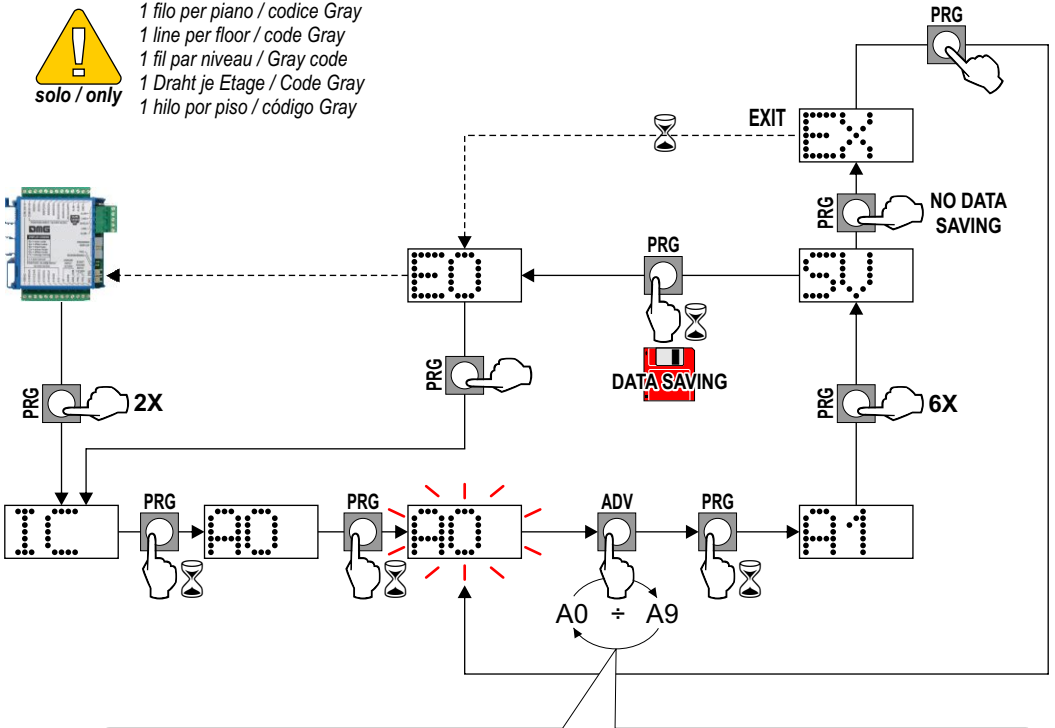 1 filo per piano / codice Gray
1 line per floor / code Gray
1 fil par niveau / Gray code
1 Draht je Etage / Code Gray
1 hilo por piso / código Gray
solo / only
PRG
EXIT
EX
PRG
NO DATA
SAVING
DMG
E0
PRG
SV
DATA SAVING
PRG
2X
PRG
PRG
6X
IC
PRG
A0
PRG
A0
ADV
PRG
A1
A0 ÷ A9